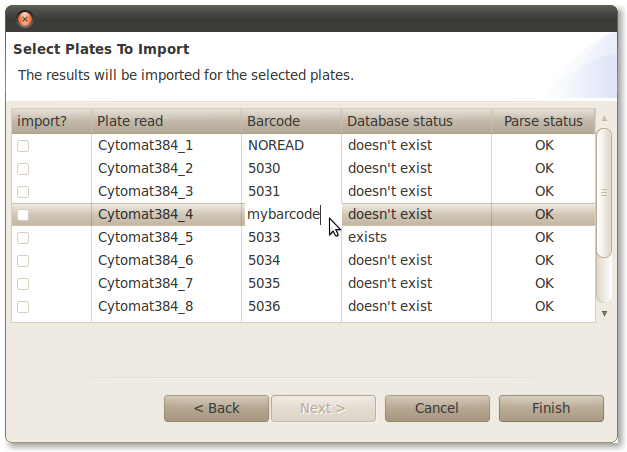 Select Plates To Import
The results will be imported for the selected plates.
import? Plate read Barcode Database status Parse status
Cytomat384_1 NOREAD doesn't exist OK
Cytomat384_2 5030 doesn't exist OK
Cytomat384_3 5031 doesn't exist OK
Cytomat384_4 mybarcode doesn't exist OK
Cytomat384_5 5033 exists OK
Cytomat384_6 5034 doesn't exist OK
Cytomat384_7 5035 doesn't exist OK
Cytomat384_8 5036 doesn't exist OK
< Back Next > Cancel Finish